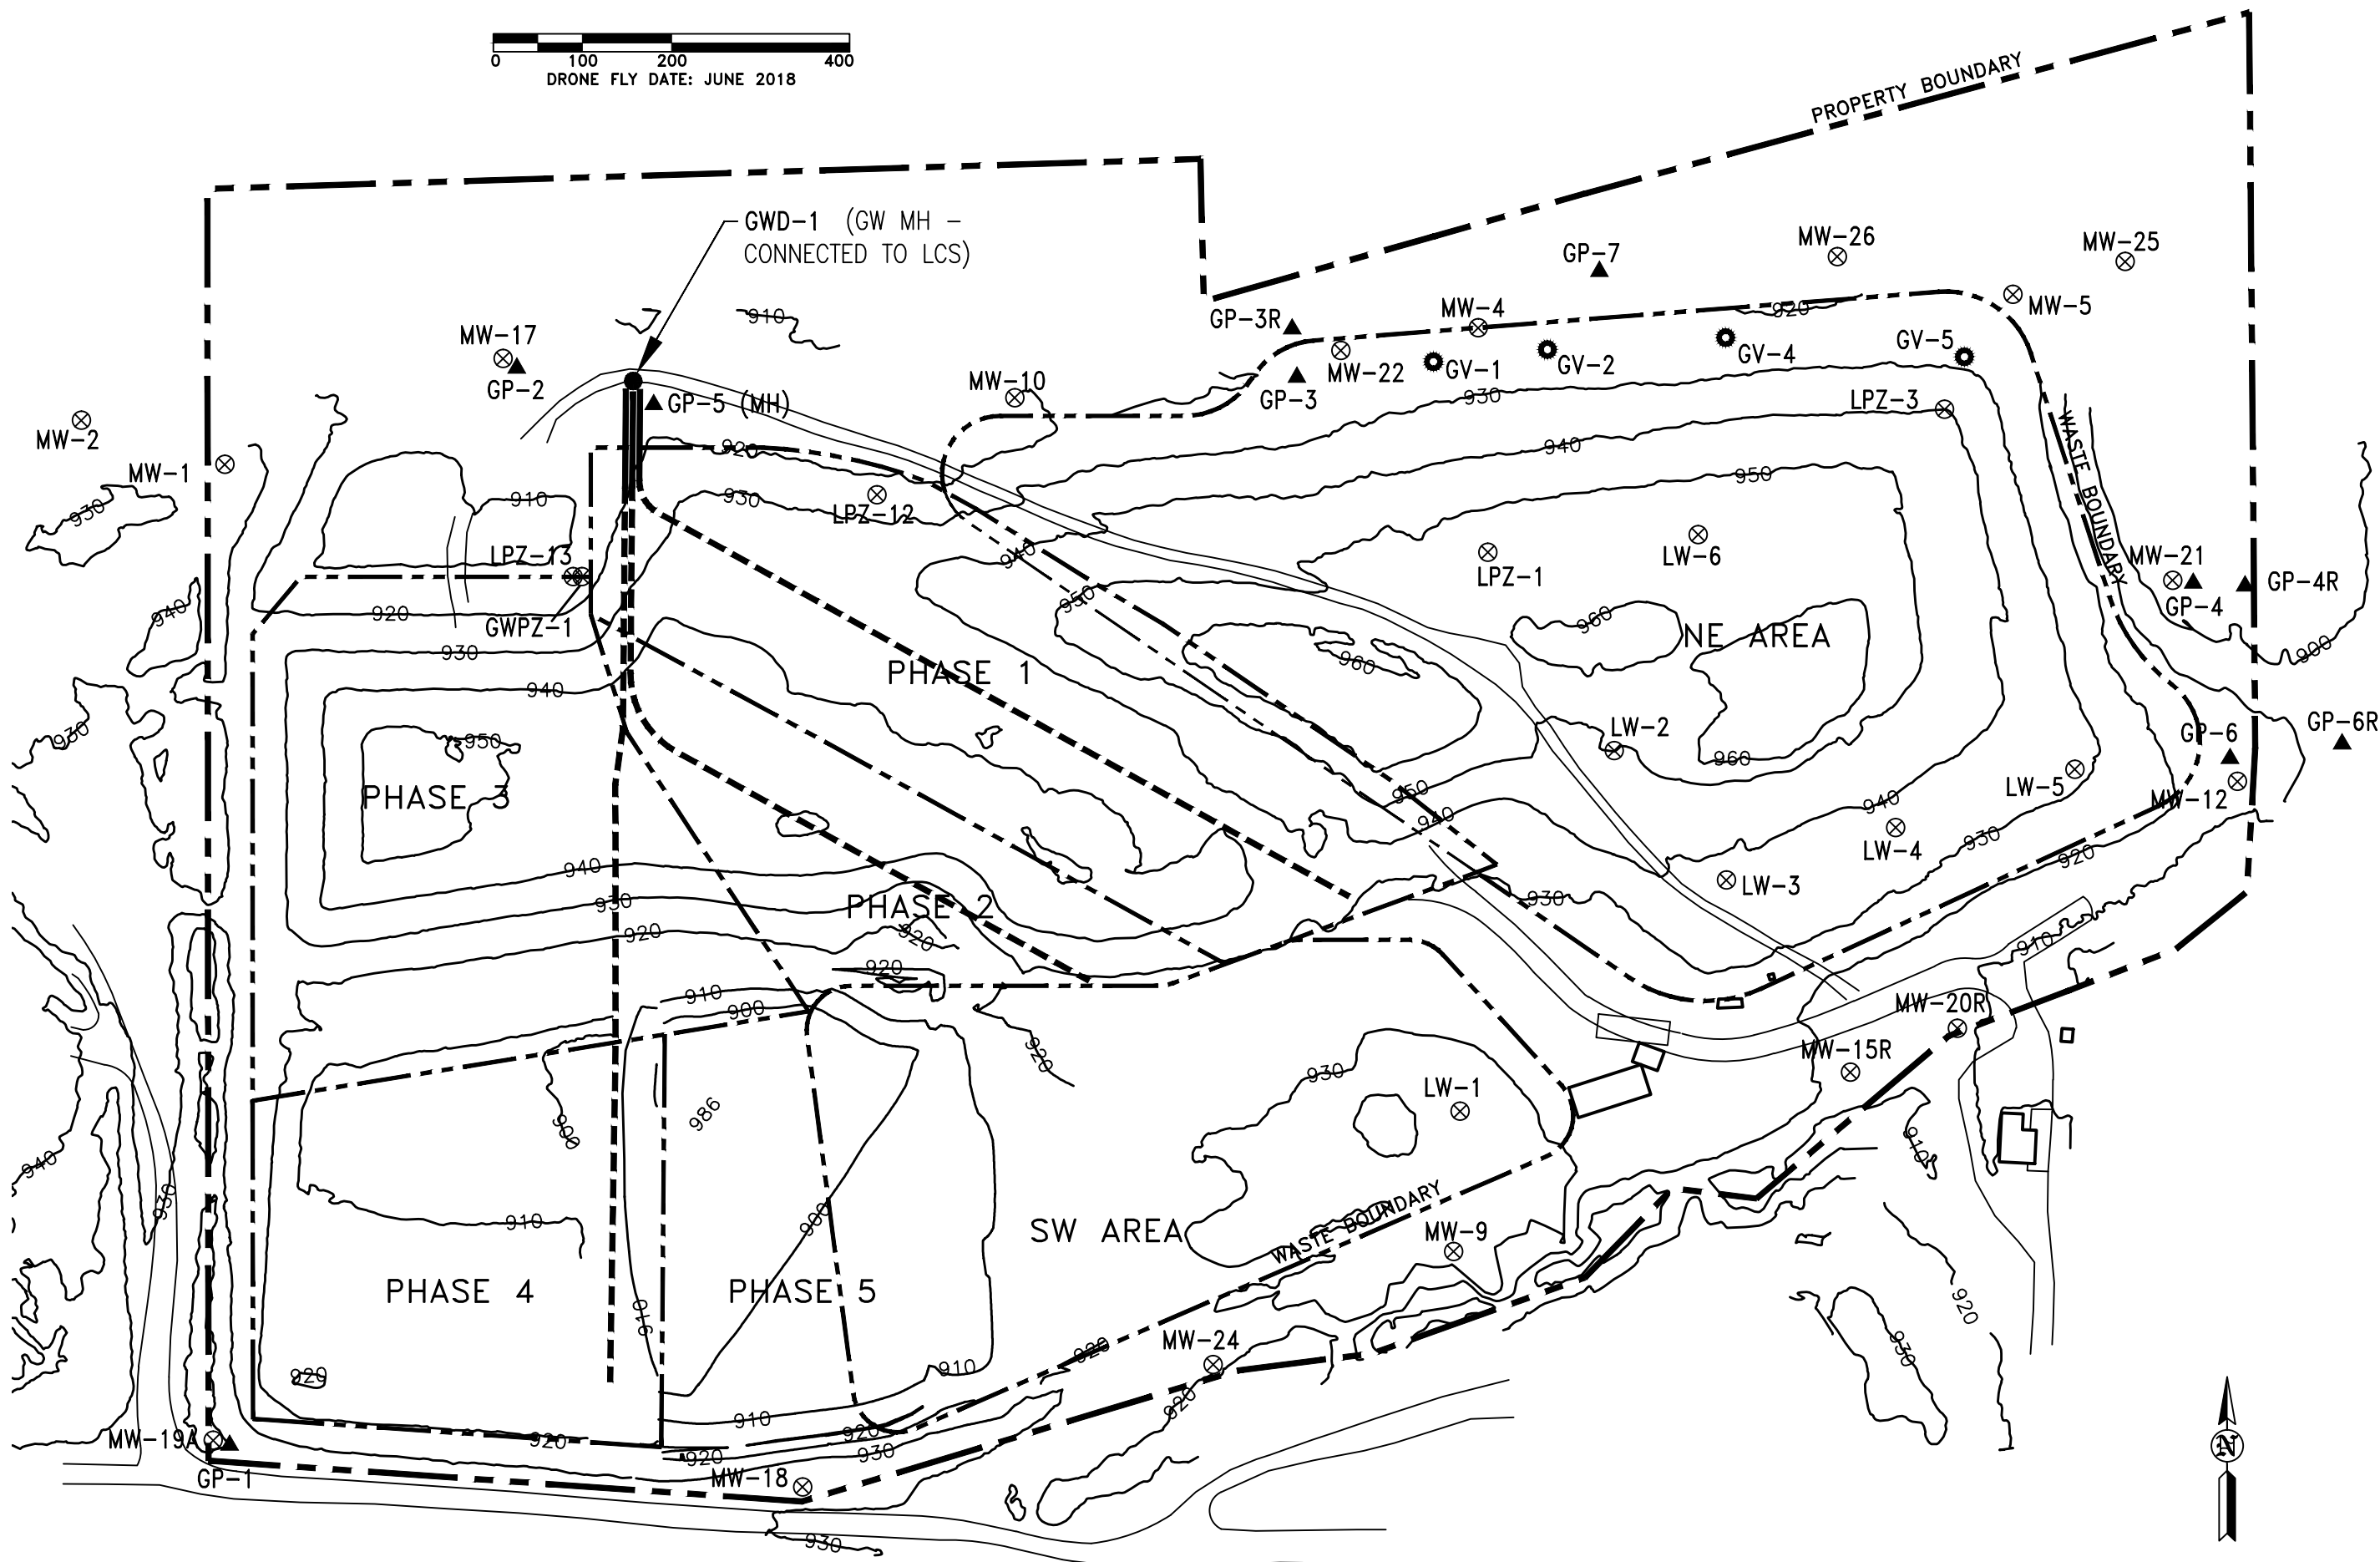 0 100 200 400
DRONE FLY DATE: JUNE 2018
PROPERTY BOUNDARY
GWD-1 (GW MH -
CONNECTED TO LCS)
MW-26
MW-25
GP-7
MW-5
MW-4
GP-3R
920
910
MW-17
GP-2
GV-5
GV-4
GV-2
GV-1
MW-22
GP-3
MW-10
930
LPZ-3
GP-5 (MH)
MW-2
MW-1
WASTE BOUNDARY
920
940
950
930
910
930
LPZ-12
LPZ-13
940
LW-6
LPZ-1
MW-21
GP-4R
GP-4
950
940
920
GWPZ-1
960
NE AREA
930
900
960
PHASE 1
940
LW-2
GP-6R
GP-6
930
950
960
PHASE 3
LW-5
MW-12
950
940
940
930
LW-4
920
940
LW-3
930
930
PHASE 2
920
920
910
920
910
900
MW-20R
920
MW-15R
930
LW-1
986
900
910
940
930
910
900
SW AREA
WASTE BOUNDARY
MW-9
PHASE 4
PHASE 5
910
920
MW-24
920
930
920
910
920
910
920
MW-19A
920
930
920
GP-1
MW-18
930
N